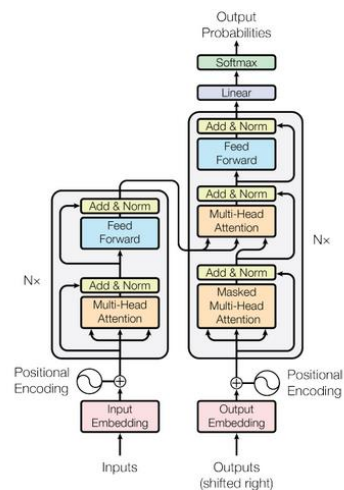 Output
Probabilities
Softmax
Linear
Add & Norm
Feed
Forward
Add & Norm
Multi-Head
Attention
Add & Norm
Masked
Multi-Head
Attention
Nx
Positional
Encoding
Output
Embedding
Outputs
(shifted right)
Add & Norm
Feed
Forward
Add & Norm
Multi-Head
Attention
Nx
Positional
Encoding
Input
Embedding
Inputs